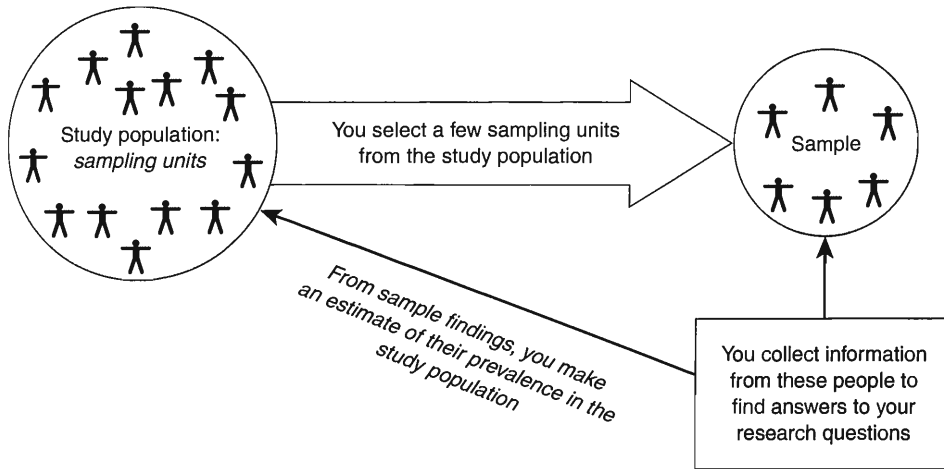 Study population:
sampling units
You select a few sampling units
from the study population
Sample
From sample findings, you make
an estimate of their prevalence in the
study population
You collect information
from these people to
find answers to your
research questions